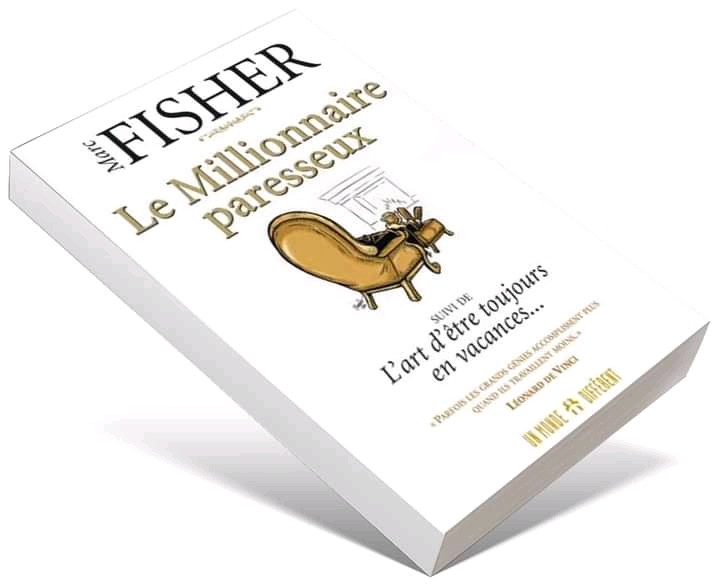 Marc
FISHER
Le Millionnaire
paresseux
SUIVI DE
L'art d'être toujours
en vacances...
« PARFOIS LES GRANDS GÉNIES ACCOMPLISSENT PLUS
QUAND ILS TRAVAILLENT MOINS. »
LÉONARD DE VINCI
UN MONDE DIFFÉRENT